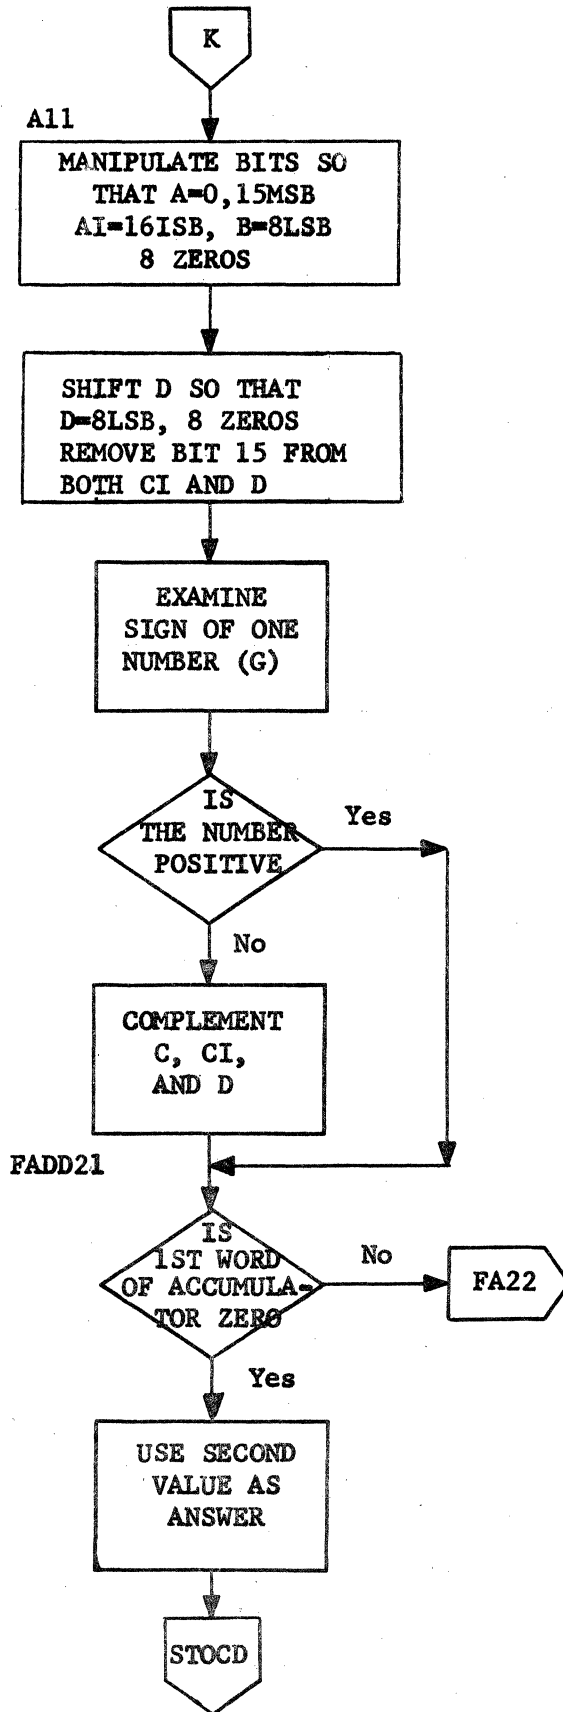 K
A11
MANIPULATE BITS SO
THAT A=0,15MSB
AI=16ISB, B=8LSB
8 ZEROS
SHIFT D SO THAT
D=8LSB, 8 ZEROS
REMOVE BIT 15 FROM
BOTH CI AND D
EXAMINE
SIGN OF ONE
NUMBER (G)
IS
THE NUMBER
POSITIVE
Yes
No
COMPLEMENT
C, CI,
AND D
FADD21
IS
1ST WORD
OF ACCUMULA-
TOR ZERO
No
FA22
Yes
USE SECOND
VALUE AS
ANSWER
STOCD